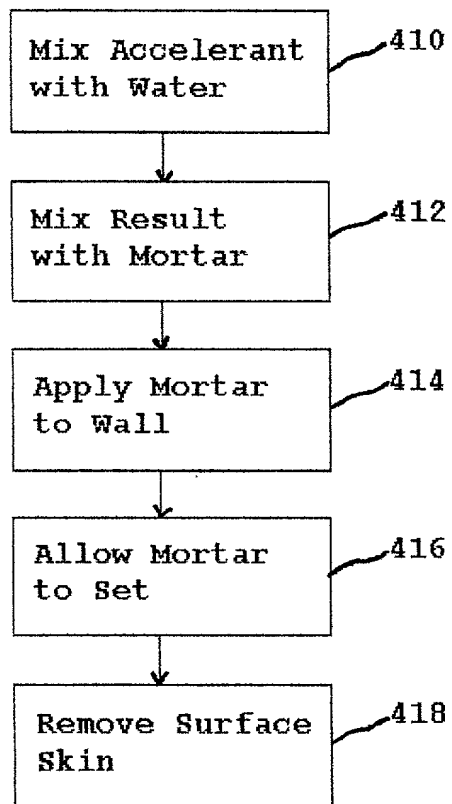 Mix Accelerant
with Water
410
Mix Result
with Mortar
412
Apply Mortar
to Wall
414
Allow Mortar
to Set
416
Remove Surface
Skin
418